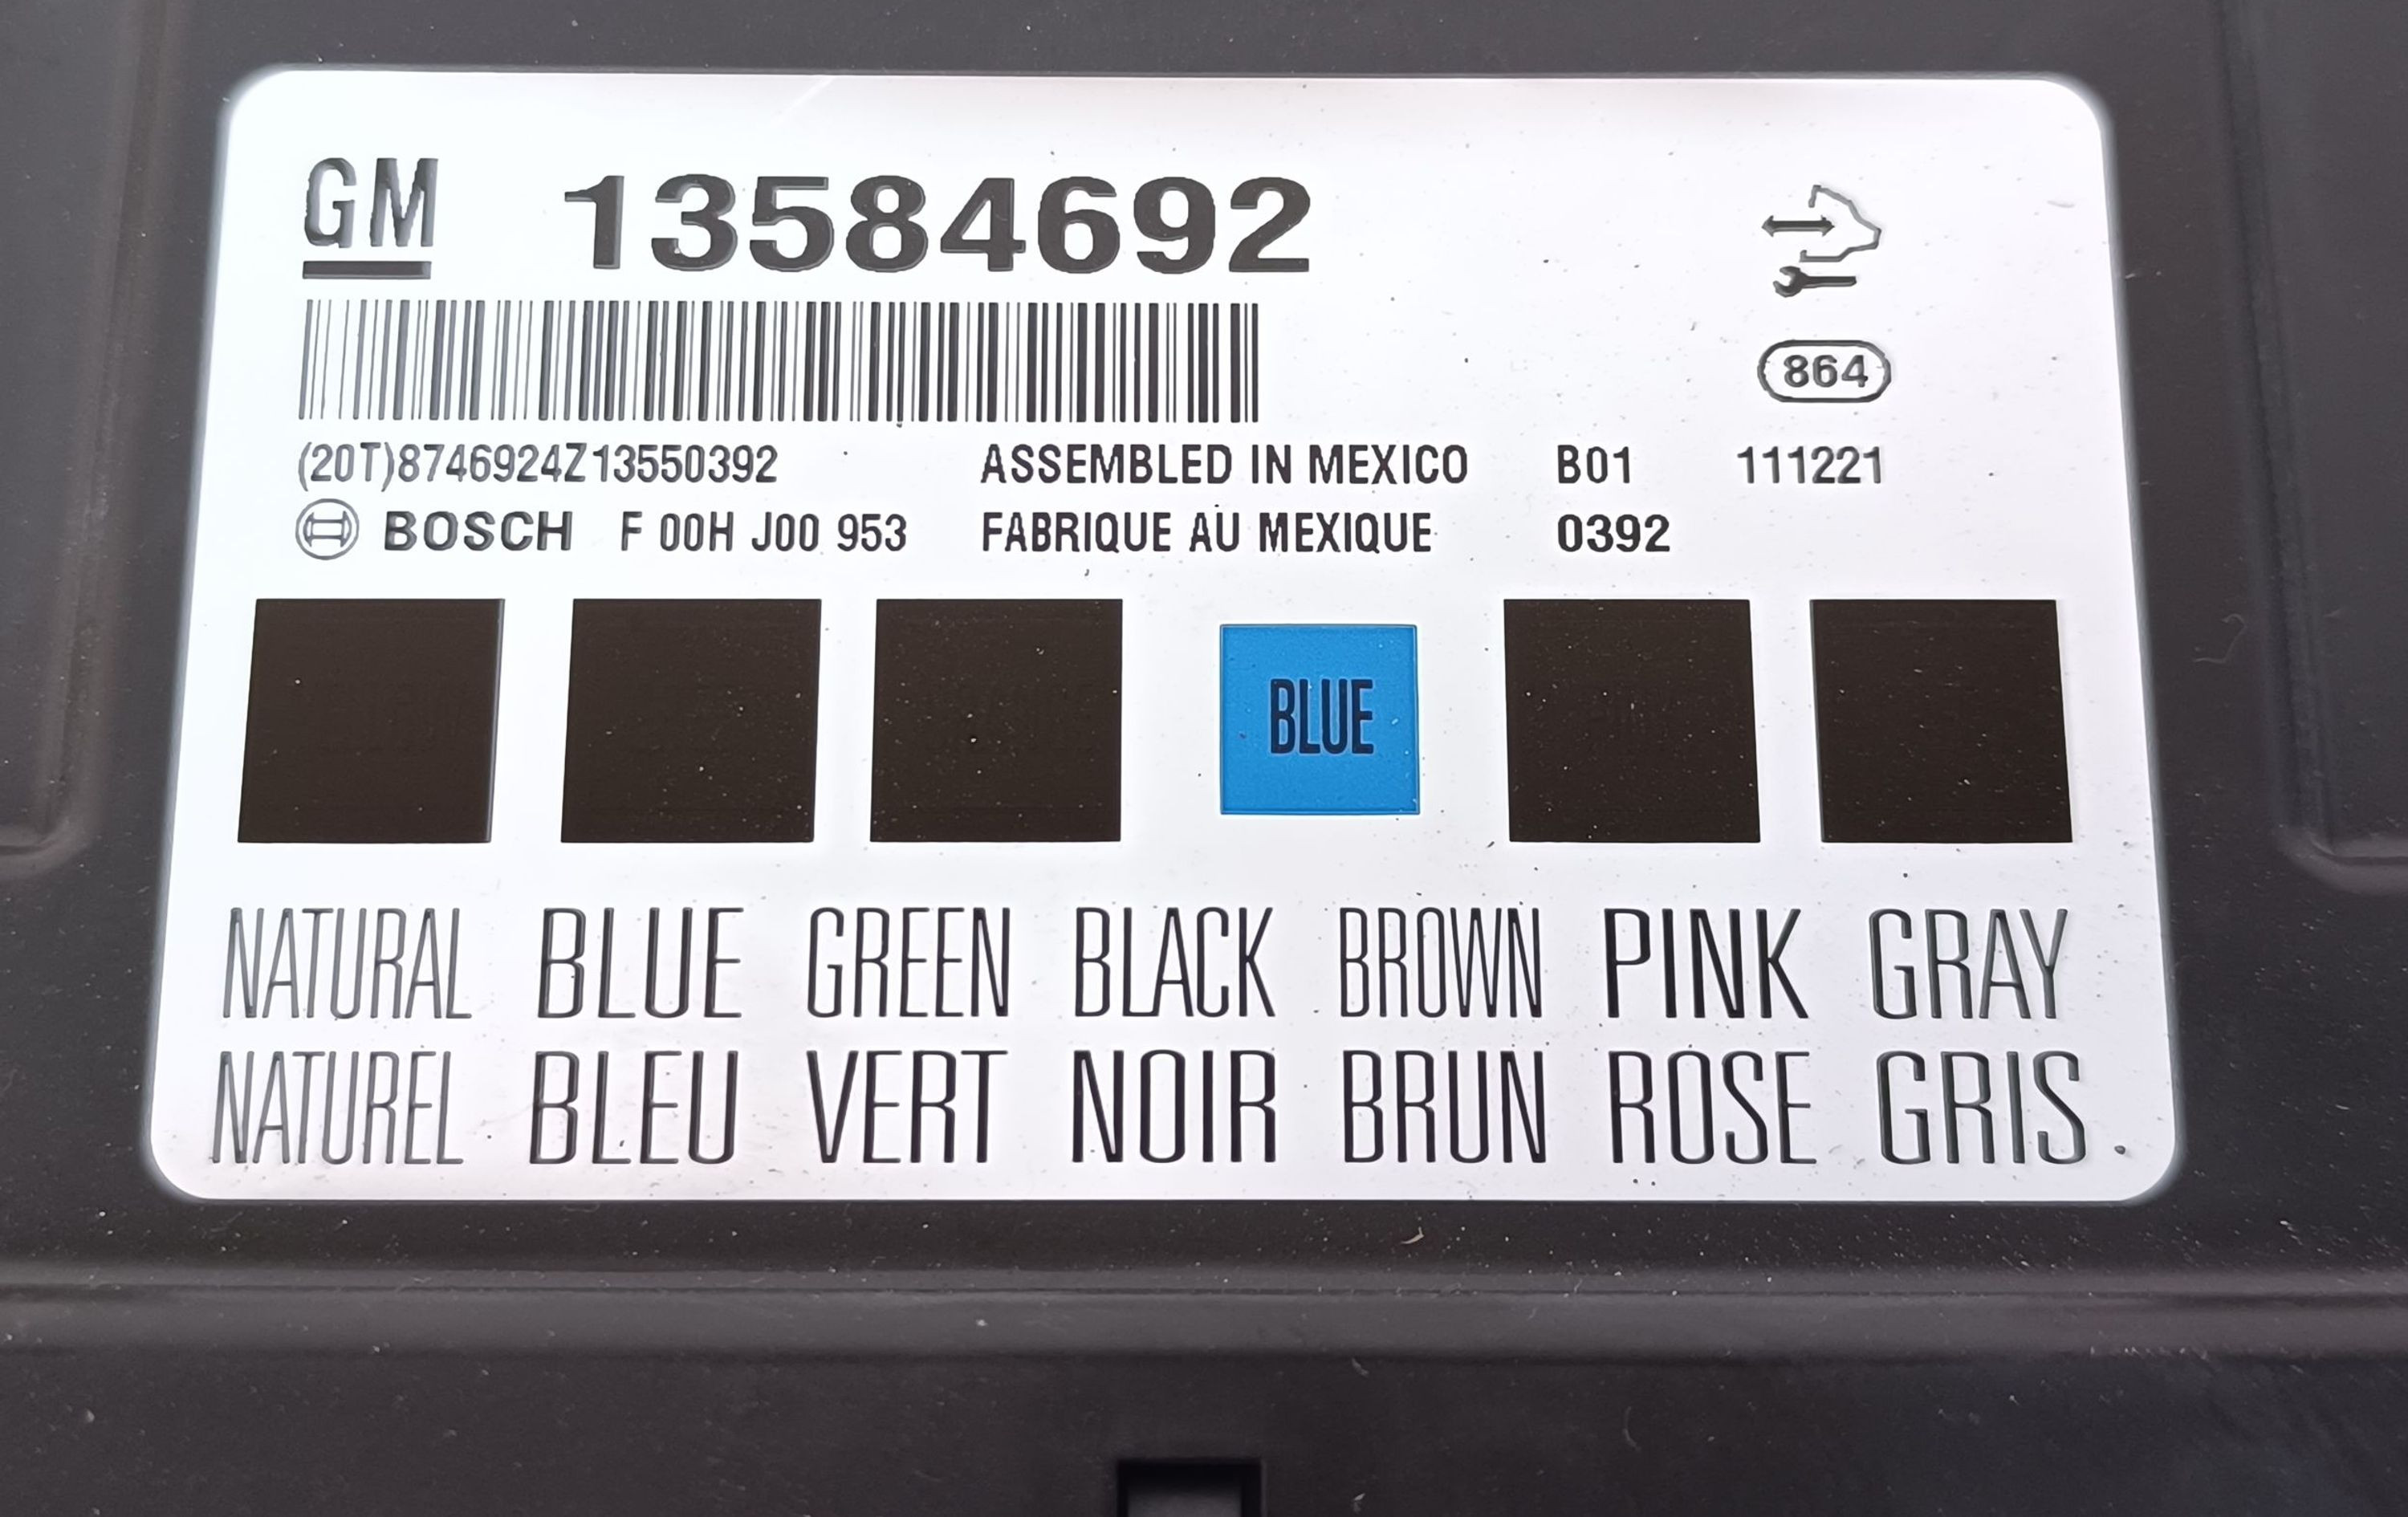 GM 13584692
864
(20T)8746924Z13550392 ASSEMBLED IN MEXICO B01 111221
BOSCH F 00H J00 953 FABRIQUE AU MEXIQUE 0392
BLUE
NATURAL BLUE GREEN BLACK BROWN PINK GRAY
NATUREL BLEU VERT NOIR BRUN ROSE GRIS